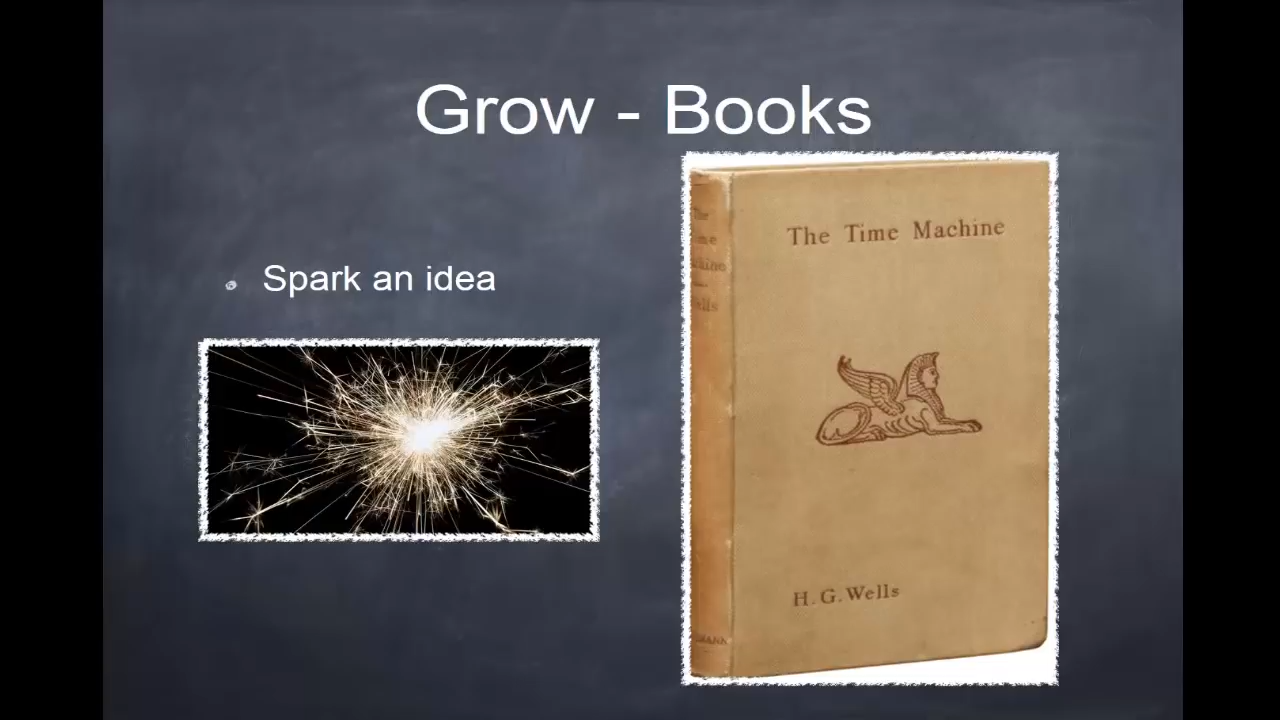 Grow - Books
Spark an idea
The Time Machine
H.G.Wells